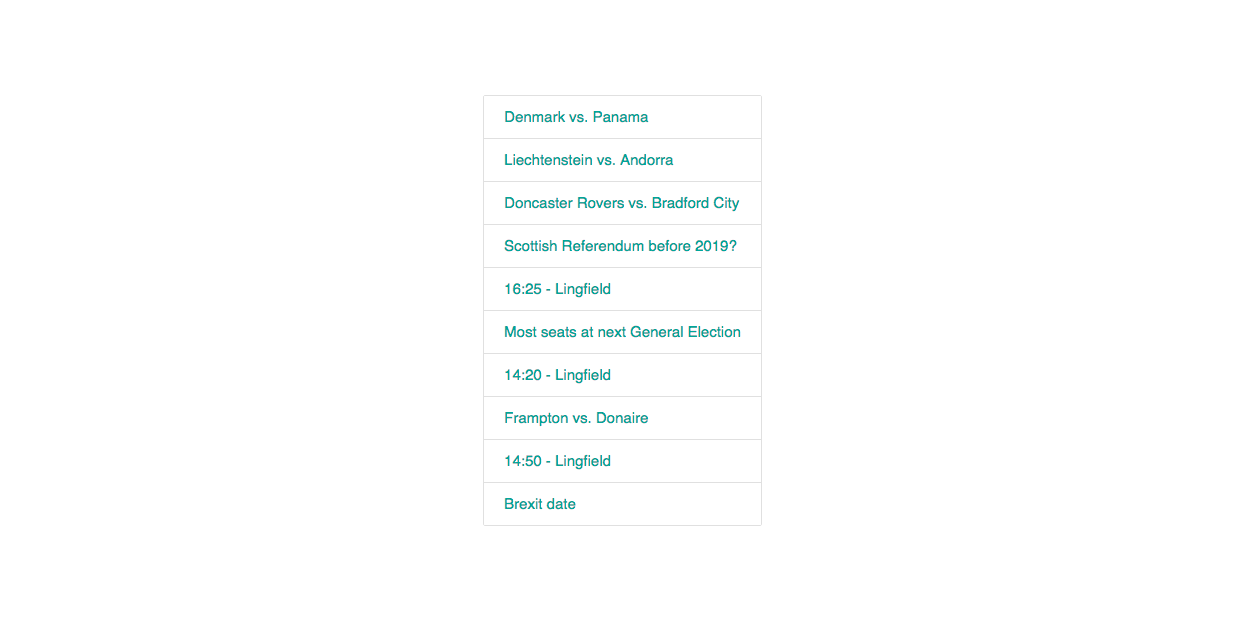 Denmark vs. Panama
Liechtenstein vs. Andorra
Doncaster Rovers vs. Bradford City
Scottish Referendum before 2019?
16:25 - Lingfield
Most seats at next General Election
14:20 - Lingfield
Frampton vs. Donaire
14:50 - Lingfield
Brexit date